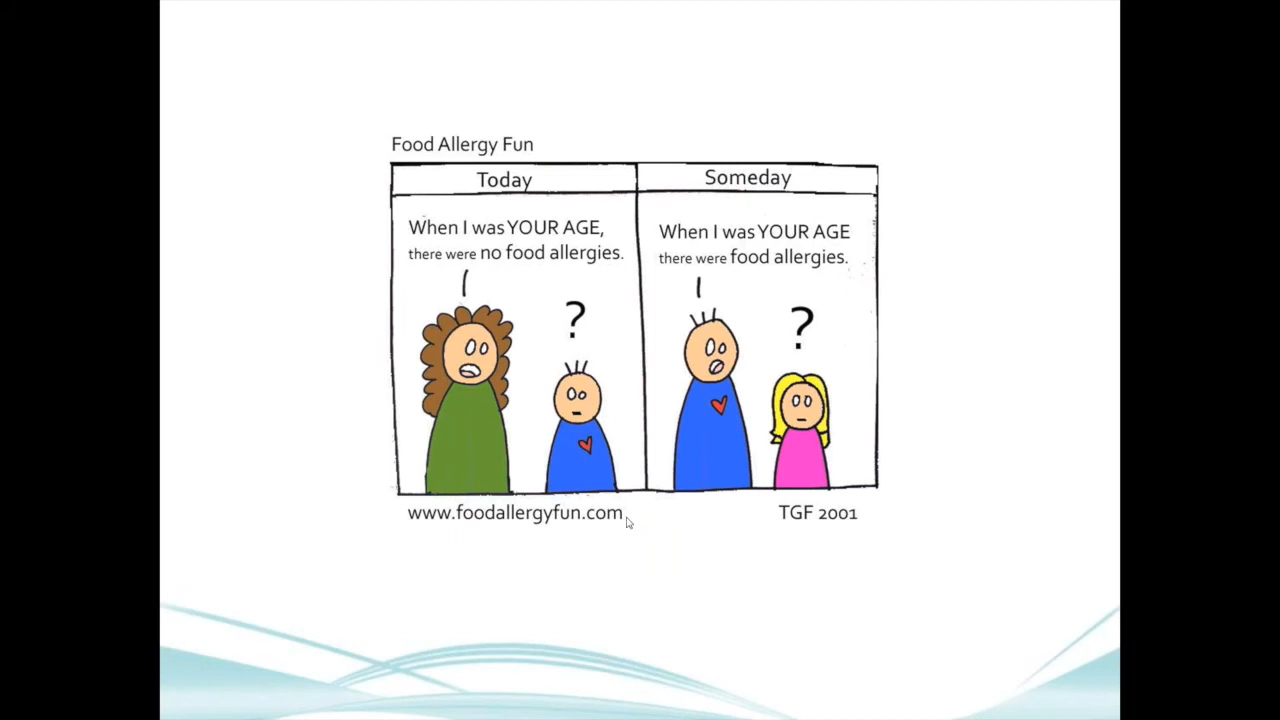 Food Allergy Fun
Today
Someday
When I was YOUR AGE,
there were no food allergies.
When I was YOUR AGE
there were food allergies.
?
?
www.foodallergyfun.com
TGF 2001